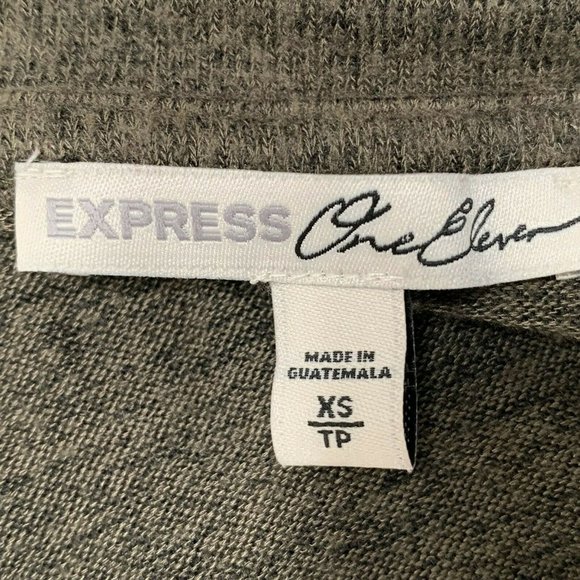 EXPRESS One Eleven
MADE IN
GUATEMALA
XS
TP